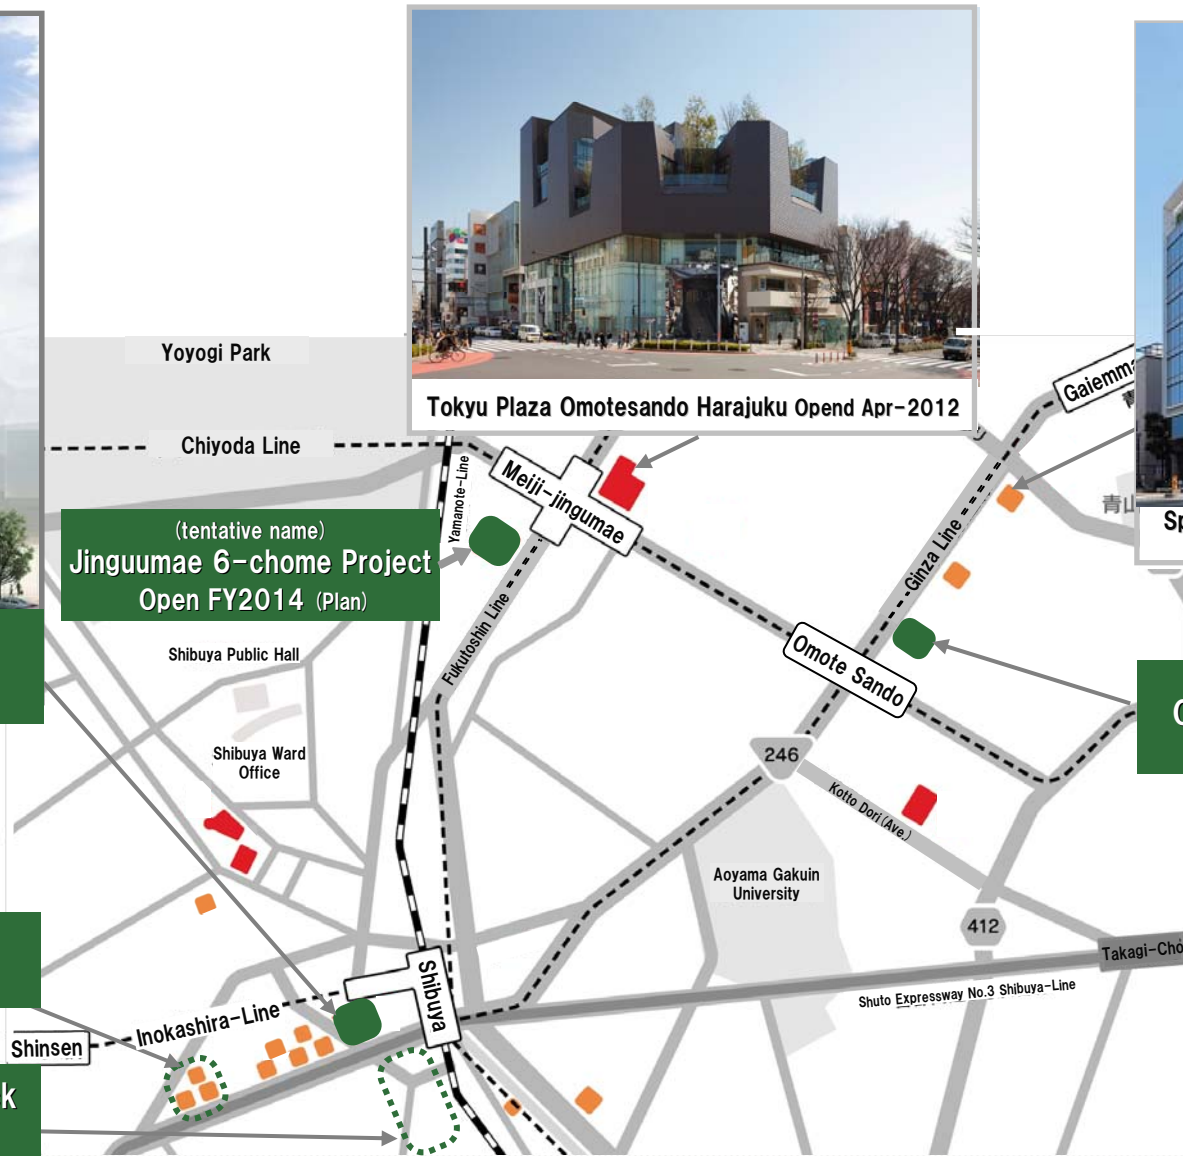 Tokyu Plaza Omotesando Harajuku Opend Apr-2012
Yoyogi Park
Gaiemma
Chiyoda Line
Yamanote-Line
Meiji-jingumae
青山
Sp
(tentative name)
Jinguumae 6-chome Project
Open FY2014 (Plan)
Ginza Line
Fukutoshin Line
Shibuya Public Hall
Omote Sando
C
Shibuya Ward
Office
246
Kotto Dori (Ave.)
Aoyama Gakuin
University
412
Takagi-Cho
Shibuya
Shuto Expressway No.3 Shibuya-Line
Inokashira-Line
Shinsen
k